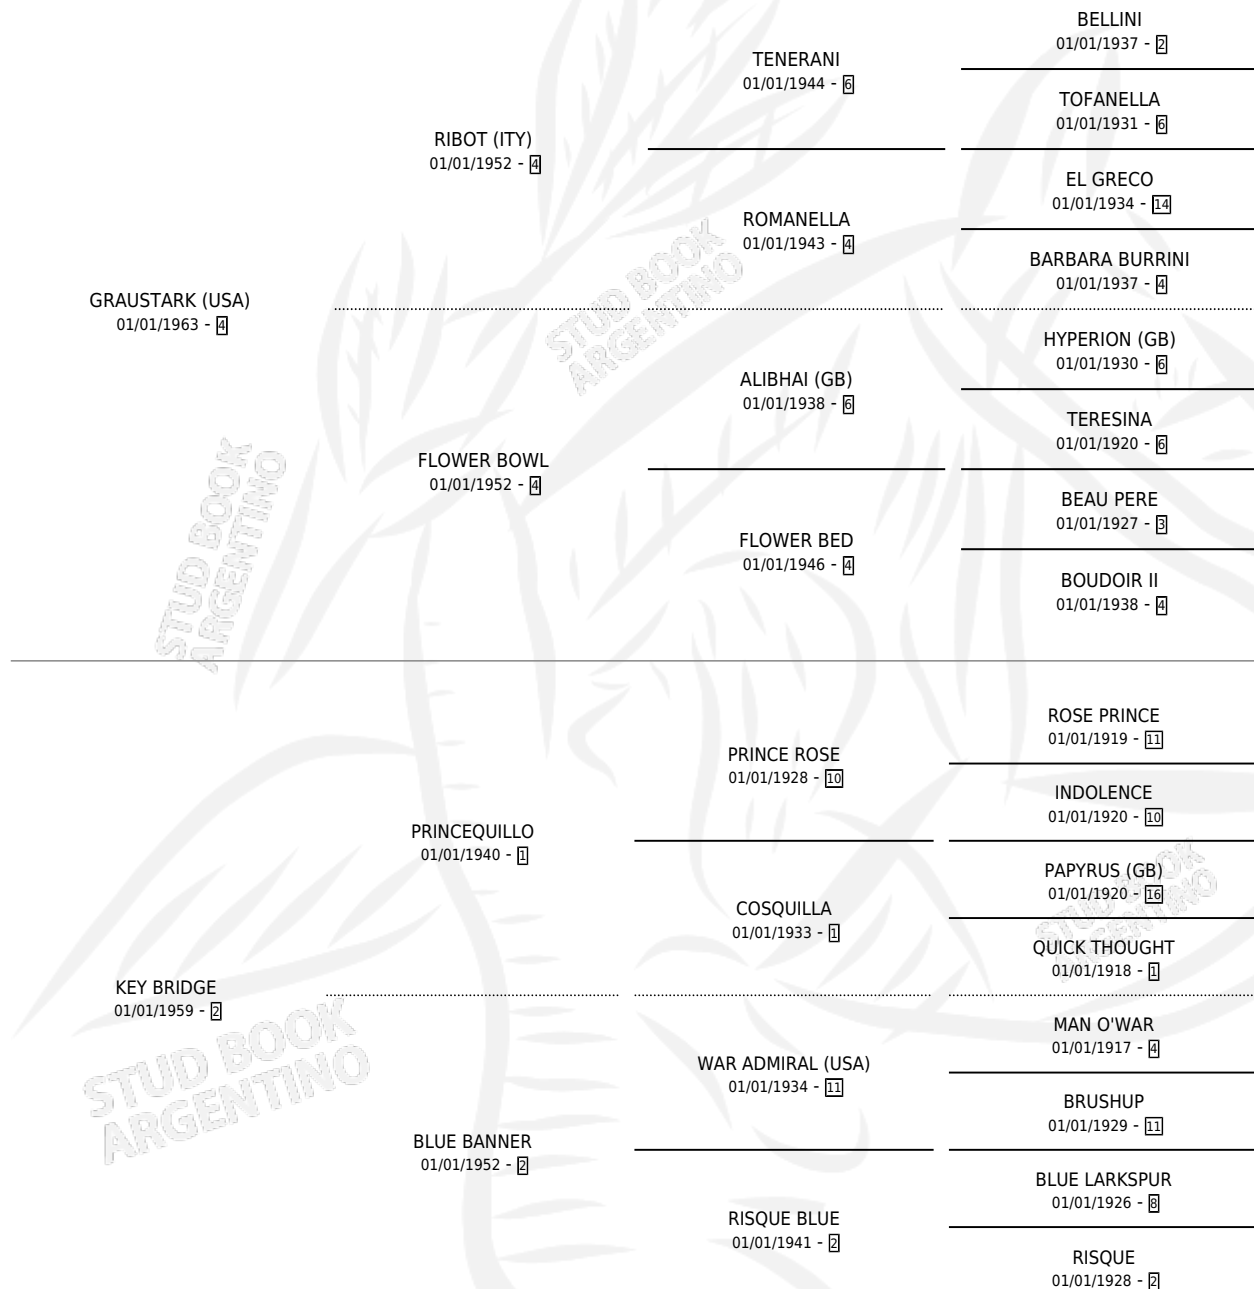 BELLINI
01/01/1937 - 2
TENERANI
01/01/1944 - 6
TOFANELLA
01/01/1931 - 6
RIBOT (ITY)
01/01/1952 - 4
EL GRECO
01/01/1934 - 14
ROMANELLA
01/01/1943 - 4
BARBARA BURRINI
01/01/1937 - 4
GRAUSTARK (USA)
01/01/1963 - 4
HYPERION (GB)
01/01/1930 - 6
ALIBHAI (GB)
01/01/1938 - 6
TERESINA
01/01/1920 - 6
FLOWER BOWL
01/01/1952 - 4
BEAU PERE
01/01/1927 - 3
FLOWER BED
01/01/1946 - 4
BOUDOIR II
01/01/1938 - 4
STUD BOOK
ARGENTINO
STUD BOOK
ARGENTINO
ROSE PRINCE
01/01/1919 - 11
PRINCE ROSE
01/01/1928 - 10
INDOLENCE
01/01/1920 - 10
PRINCEQUILLO
01/01/1940 - 1
PAPYRUS (GB)
01/01/1920 - 16
COSQUILLA
01/01/1933 - 1
QUICK THOUGHT
01/01/1918 - 1
KEY BRIDGE
01/01/1959 - 2
MAN O'WAR
01/01/1917 - 4
WAR ADMIRAL (USA)
01/01/1934 - 11
BRUSHUP
01/01/1929 - 11
BLUE BANNER
01/01/1952 - 2
BLUE LARKSPUR
01/01/1926 - 8
RISQUE BLUE
01/01/1941 - 2
RISQUE
01/01/1928 - 2
STUD BOOK
ARGENTINO
STUD BOOK
ARGENTINO